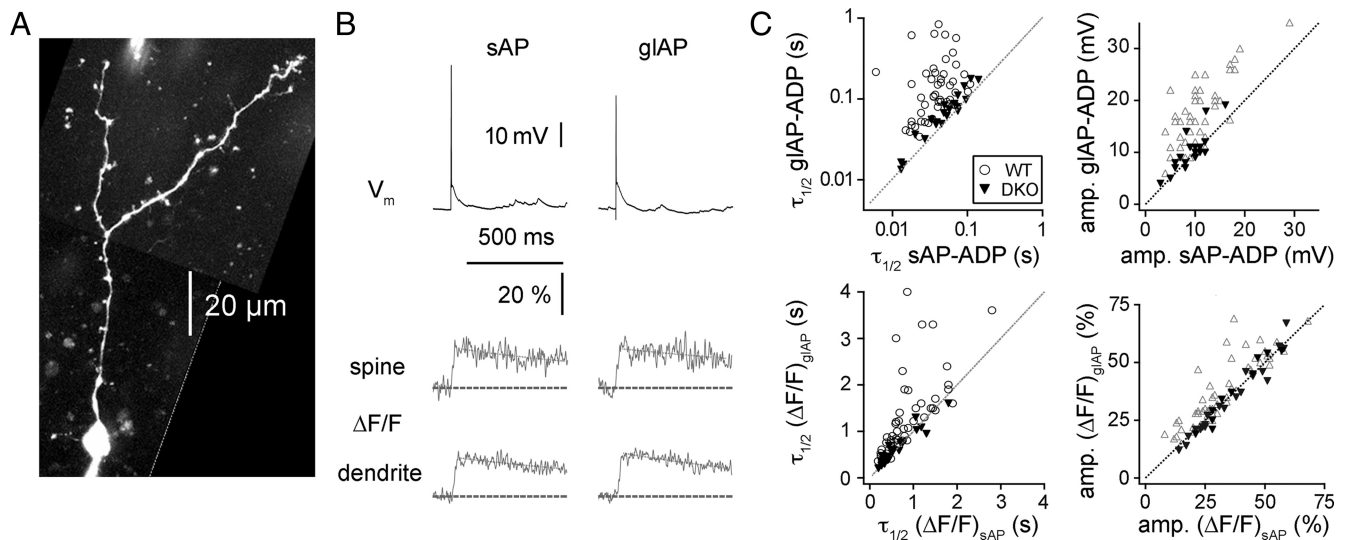 A
20 µm
B
sAP
glAP
10 mV
Vm
500 ms
20 %
spine
ΔF/F
dendrite
C
τ1/2 glAP-ADP (s)
1
0.1
0.01
0.01
0.1
1
WT
DKO
τ1/2 sAP-ADP (s)
amp. glAP-ADP (mV)
30
20
10
0
0
10
20
30
amp. sAP-ADP (mV)
τ1/2 (ΔF/F)glAP (s)
4
3
2
1
0
0
1
2
3
4
τ1/2 (ΔF/F)sAP (s)
amp. (ΔF/F)glAP (%)
75
50
25
0
0
25
50
75
amp. (ΔF/F)sAP (%)